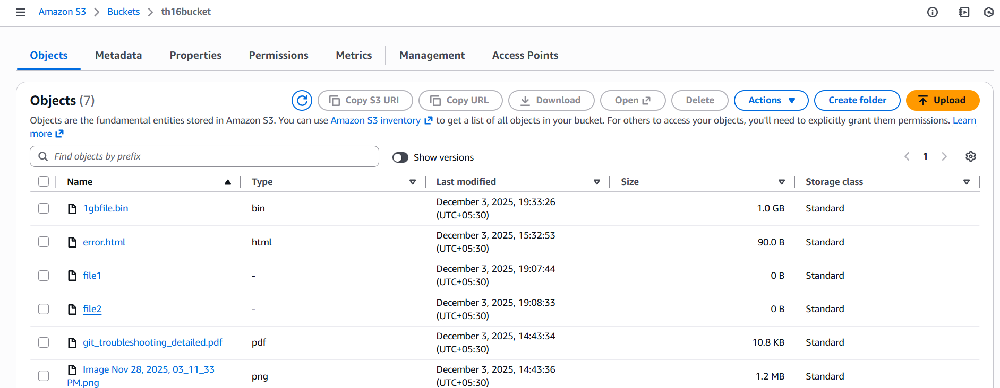 Amazon S3 > Buckets > th16bucket
Objects Metadata Properties Permissions Metrics Management Access Points
Objects (7) Copy S3 URI Copy URL Download Open Delete Actions Create folder Upload
Objects are the fundamental entities stored in Amazon S3. You can use Amazon S3 inventory to get a list of all objects in your bucket. For others to access your objects, you'll need to explicitly grant them permissions. Learn
more
Find objects by prefix Show versions 1
Name Type Last modified Size Storage class
1gbfile.bin bin December 3, 2025, 19:33:26 (UTC+05:30) 1.0 GB Standard
error.html html December 3, 2025, 15:32:53 (UTC+05:30) 90.0 B Standard
file1 - December 3, 2025, 19:07:44 (UTC+05:30) 0 B Standard
file2 - December 3, 2025, 19:08:33 (UTC+05:30) 0 B Standard
git_troubleshooting_detailed.pdf pdf December 3, 2025, 14:43:34 (UTC+05:30) 10.8 KB Standard
Image Nov 28, 2025, 03_11_33 PM.png png December 3, 2025, 14:43:36 (UTC+05:30) 1.2 MB Standard